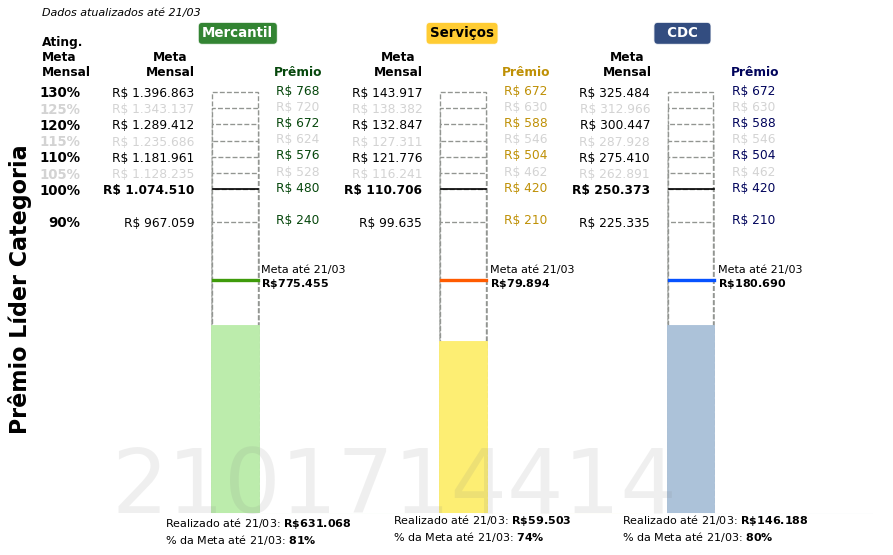 Dados atualizados até 21/03
Mercantil Serviços CDC
Ating.
Meta
Mensal
Meta
Mensal
Prêmio
Meta
Mensal
Prêmio
Meta
Mensal
Prêmio
130% R$ 1.396.863 R$ 768 R$ 143.917 R$ 672 R$ 325.484 R$ 672
125% R$ 1.343.137 R$ 720 R$ 138.382 R$ 630 R$ 312.966 R$ 630
120% R$ 1.289.412 R$ 672 R$ 132.847 R$ 588 R$ 300.447 R$ 588
115% R$ 1.235.686 R$ 624 R$ 127.311 R$ 546 R$ 287.928 R$ 546
110% R$ 1.181.961 R$ 576 R$ 121.776 R$ 504 R$ 275.410 R$ 504
105% R$ 1.128.235 R$ 528 R$ 116.241 R$ 462 R$ 262.891 R$ 462
100% R$ 1.074.510 R$ 480 R$ 110.706 R$ 420 R$ 250.373 R$ 420
90% R$ 967.059 R$ 240 R$ 99.635 R$ 210 R$ 225.335 R$ 210
Meta até 21/03
R$775.455
Meta até 21/03
R$79.894
Meta até 21/03
R$180.690
Prêmio Líder Categoria
2101714414
Realizado até 21/03: R$631.068
% da Meta até 21/03: 81%
Realizado até 21/03: R$59.503
% da Meta até 21/03: 74%
Realizado até 21/03: R$146.188
% da Meta até 21/03: 80%